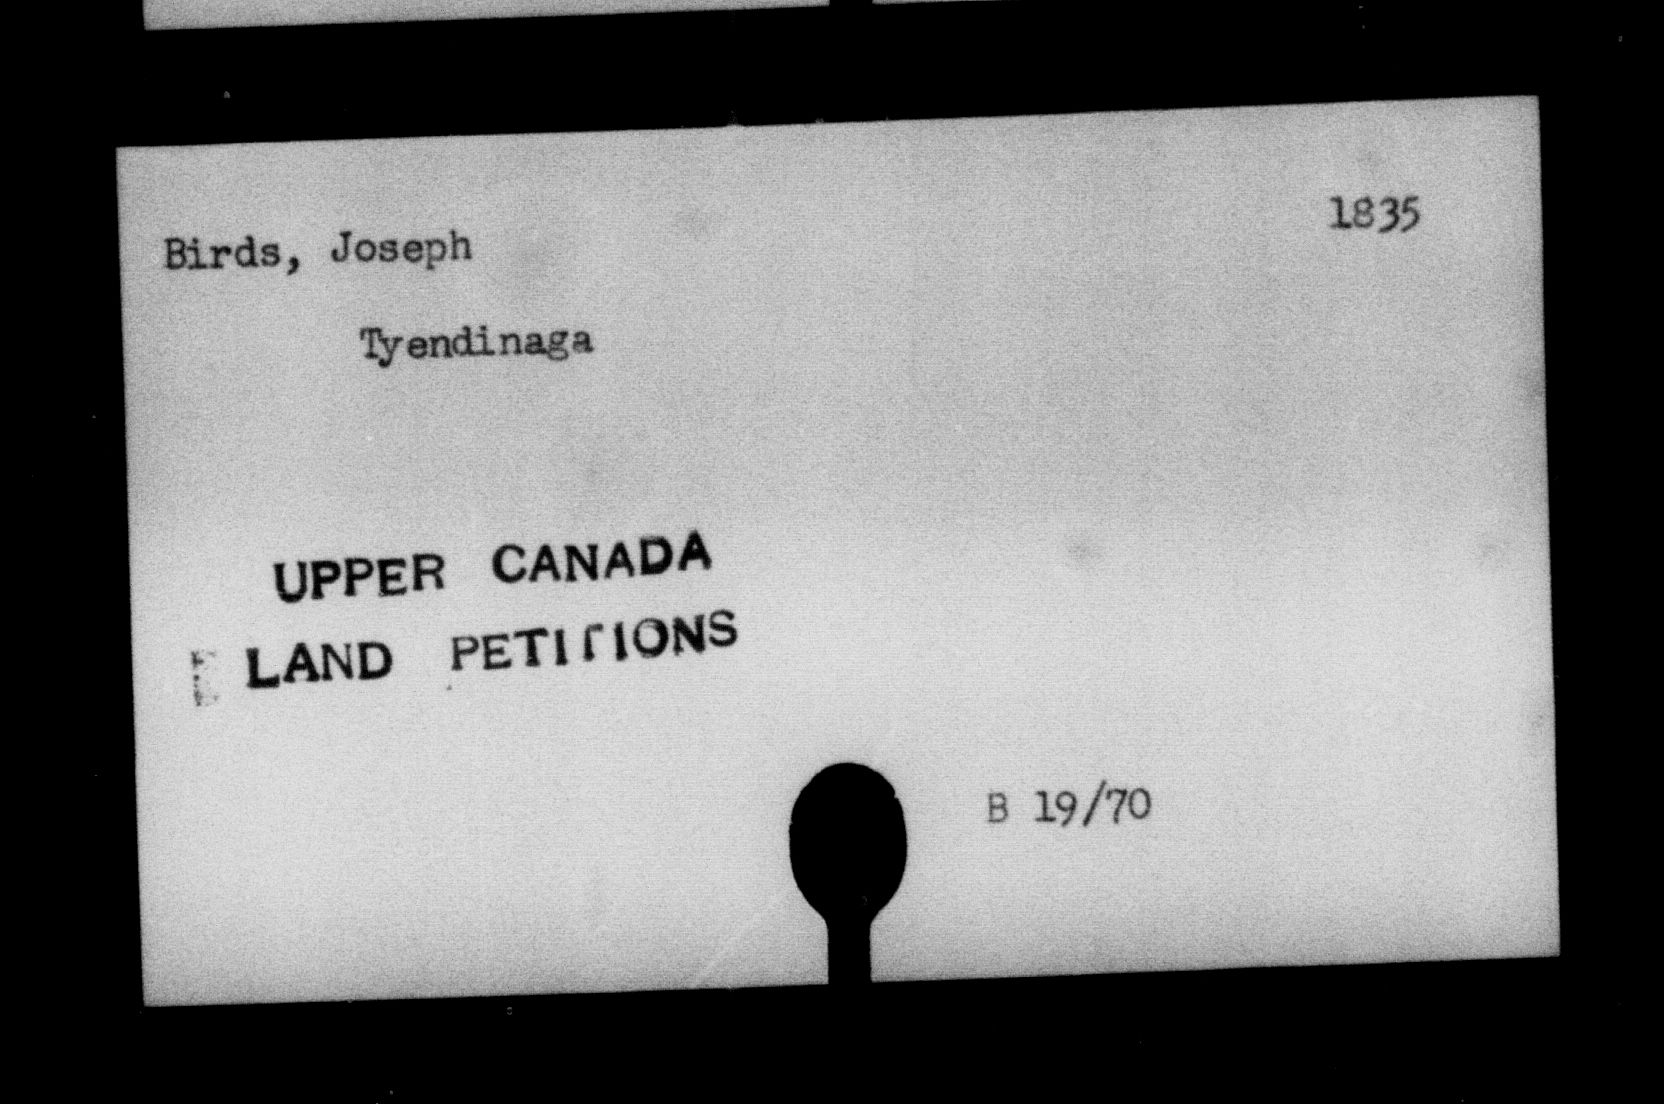 Birds, Joseph 1835
Tyendinaga
UPPER CANADA
LAND PETITIONS
B 19/70